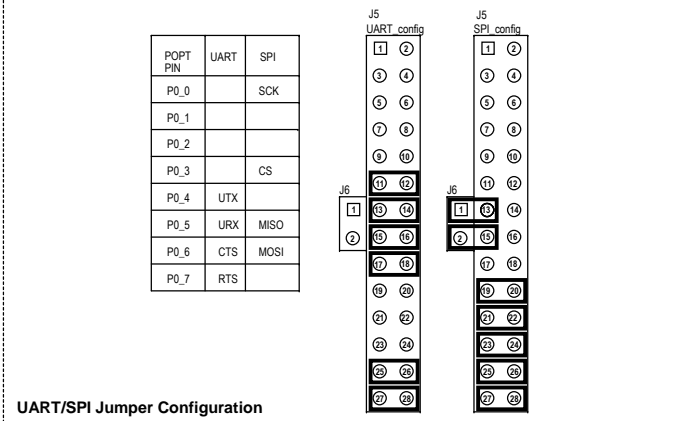 POPT PIN UART SPI
P0_0 SCK
P0_1
P0_2
P0_3 CS
P0_4 UTX
P0_5 URX MISO
P0_6 CTS MOSI
P0_7 RTS
UART/SPI Jumper Configuration
J5
UART_config
1 2
3 4
5 6
7 8
9 10
11 12
13 14
15 16
17 18
19 20
21 22
23 24
25 26
27 28
J6
1
2
J5
SPI_config
1 2
3 4
5 6
7 8
9 10
11 12
13 14
15 16
17 18
19 20
21 22
23 24
25 26
27 28
J6
1
2